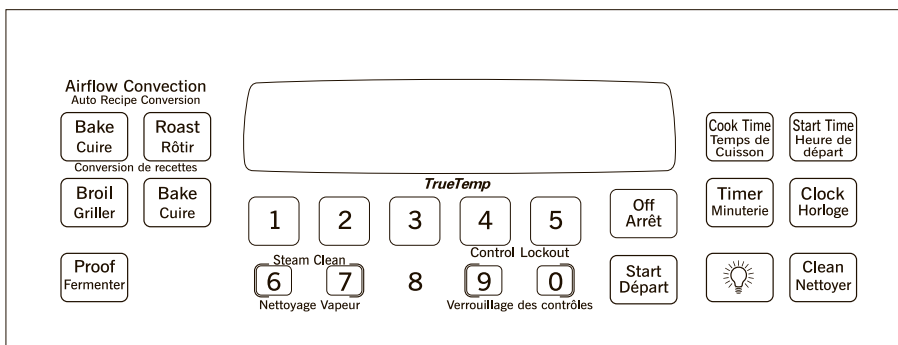 Airflow Convection
Auto Recipe Conversion
Bake
Cuire
Roast
Rôtir
Conversion de recettes
Broil
Griller
Bake
Cuire
Proof
Fermenter
TrueTemp
1 2 3 4 5
Steam Clean
Control Lockout
6 7 8 9 0
Nettoyage Vapeur
Verrouillage des contrôles
Off
Arrêt
Start
Départ
Cook Time
Temps de
Cuisson
Start Time
Heure de
départ
Timer
Minuterie
Clock
Horloge
Clean
Nettoyer